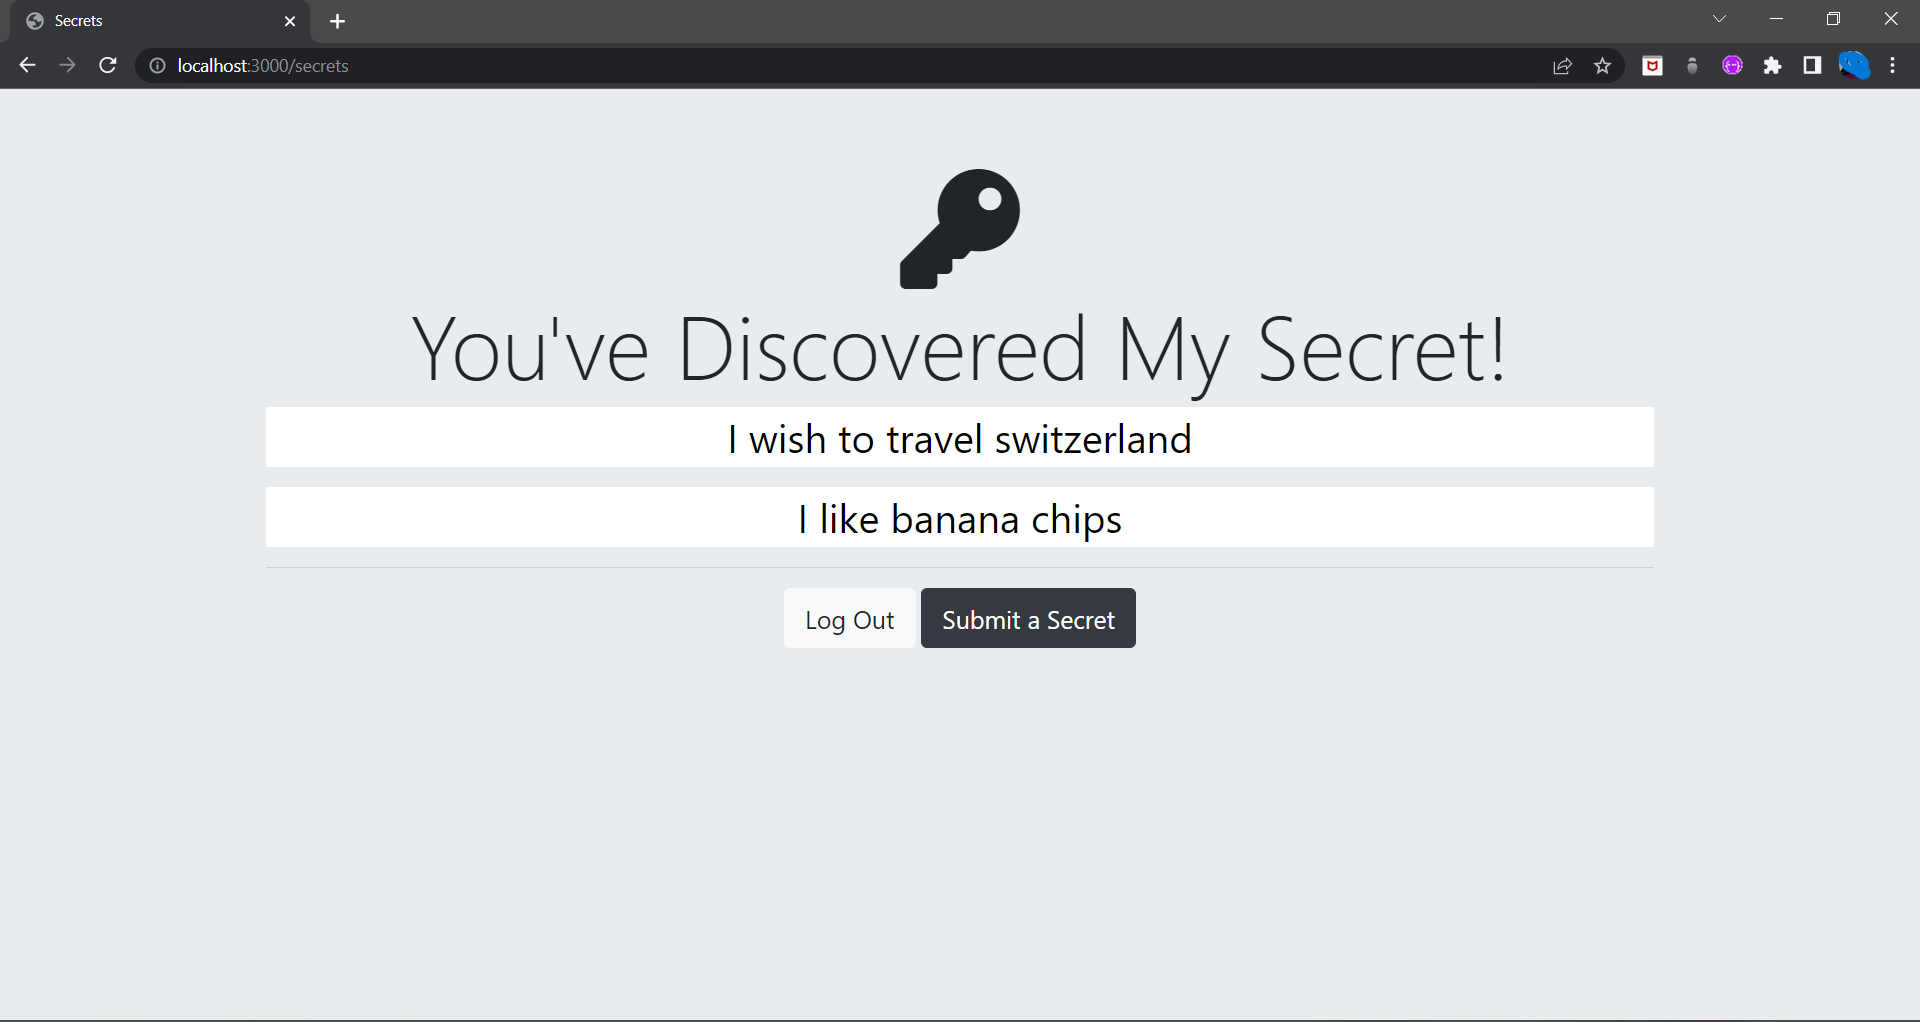 Secrets
localhost:3000/secrets
You've Discovered My Secret!
I wish to travel switzerland
I like banana chips
Log Out Submit a Secret